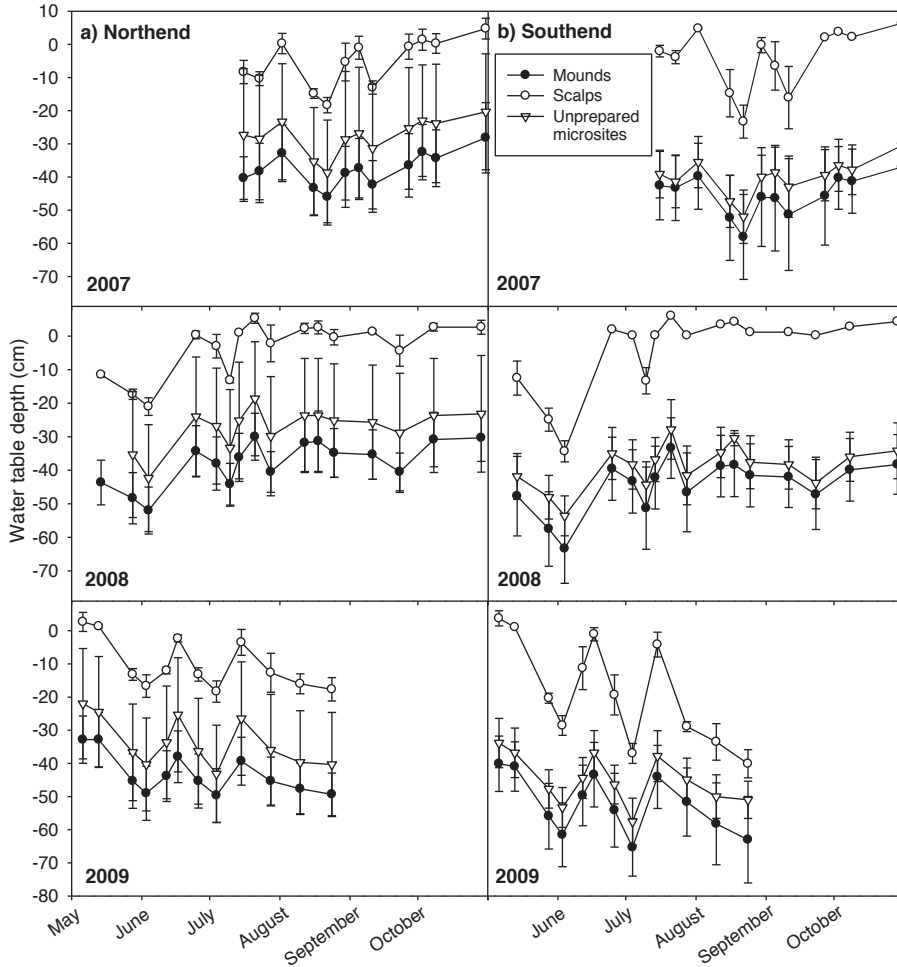 a) Northend
b) Southend
10
0
-10
-20
-30
-40
-50
-60
-70
2007
Mounds
Scalps
Unprepared
microsites
2007
Water table depth (cm)
0
-10
-20
-30
-40
-50
-60
-70
2008
2008
0
-10
-20
-30
-40
-50
-60
-70
-80
2009
2009
May
June
July
August
September
October
June
July
August
September
October